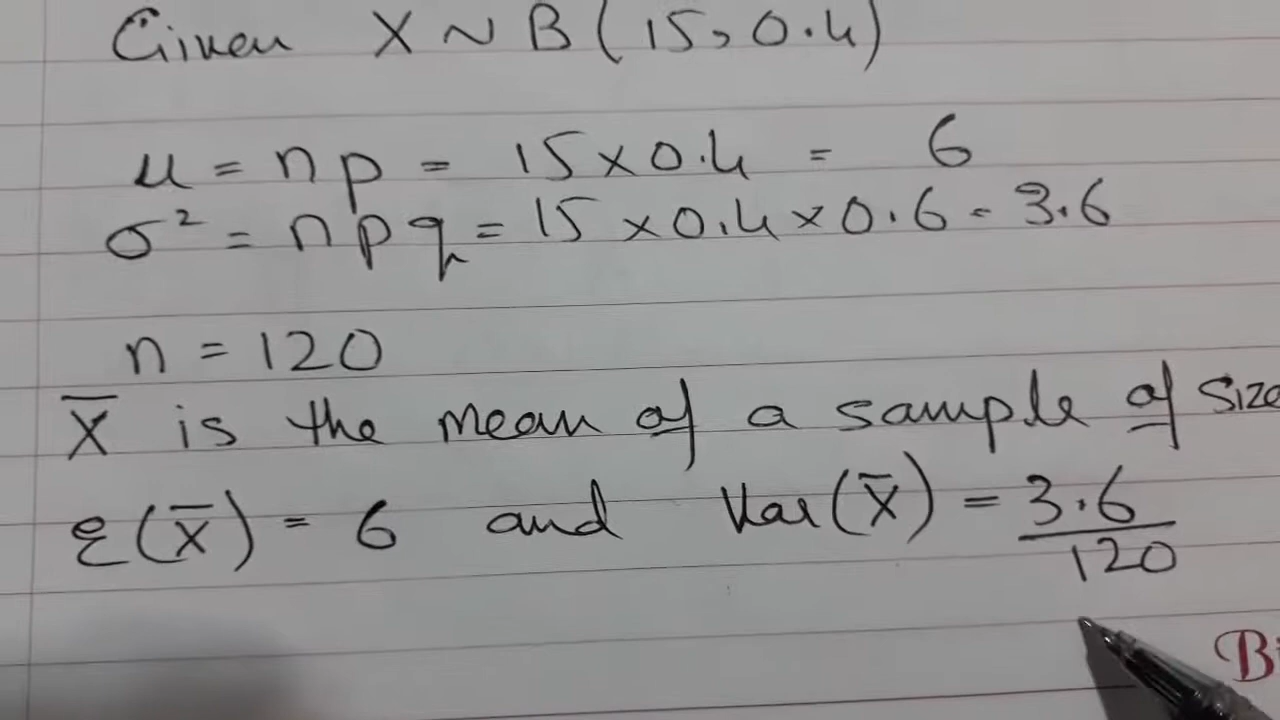 Given X ~ B(15, 0.4)
μ = np = 15 × 0.4 = 6
σ² = npq = 15 × 0.4 × 0.6 = 3.6
n = 120
X̄ is the mean of a sample of size
E(X̄) = 6 and Var(X̄) = 3.6/120